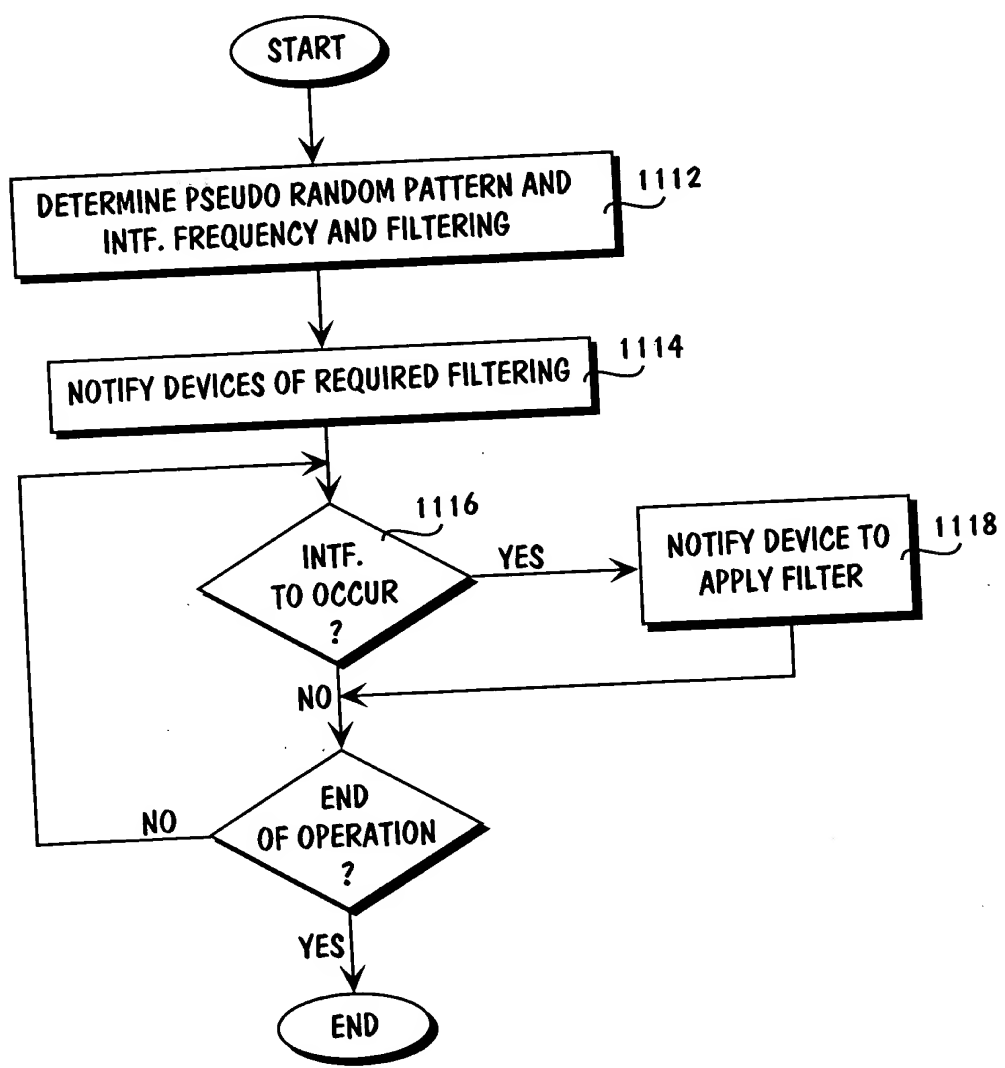 START
DETERMINE PSEUDO RANDOM PATTERN AND
INTF. FREQUENCY AND FILTERING
1112
NOTIFY DEVICES OF REQUIRED FILTERING
1114
1116
INTF.
TO OCCUR
?
YES
NOTIFY DEVICE TO
APPLY FILTER
1118
NO
END
OF OPERATION
?
NO
YES
END